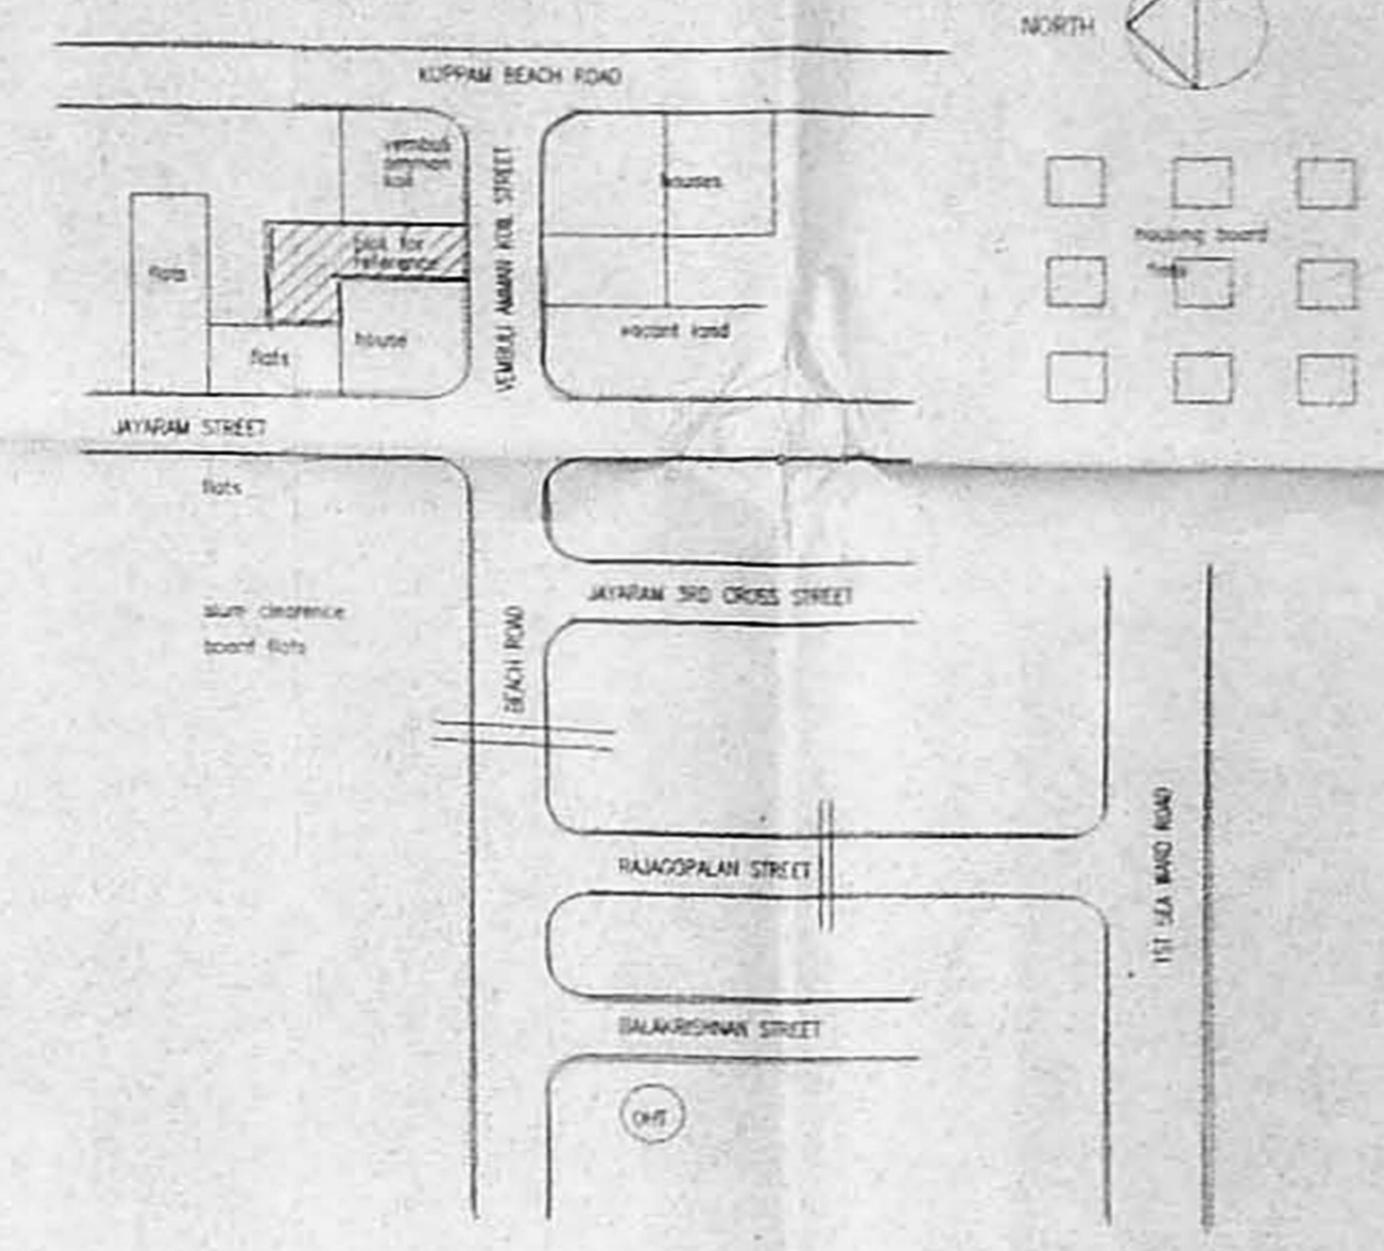 NORTH
KUPPAM BEACH ROAD
vembuli
amman
koil
VEMBULI AMMAN KOIL STREET
houses
housing board
flats
plot for
reference
flats
house
flats
vacant land
JAYARAM STREET
flats
JAYARAM 3RD CROSS STREET
slum clearence
board flats
BEACH ROAD
RAJAGOPALAN STREET
1ST SEA WARD ROAD
BALAKRISHNAN STREET
OHT